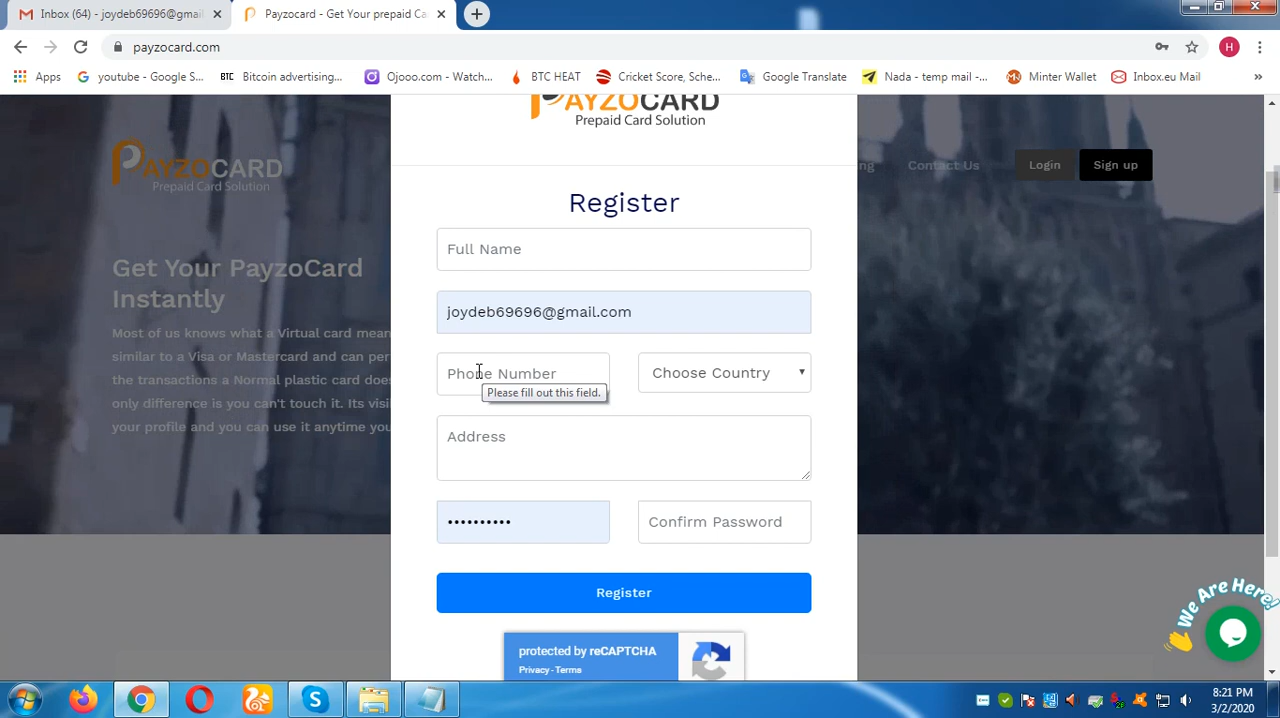 Inbox (64) - joydeb69696@gmail
Payzocard - Get Your prepaid Ca
payzocard.com
H
Apps
youtube - Google S...
BTC Bitcoin advertising...
Ojooo.com - Watch...
BTC HEAT
Cricket Score, Sche...
Google Translate
Nada - temp mail -...
Minter Wallet
Inbox.eu Mail
»
PAYZOCARD
Prepaid Card Solution
PAYZOCARD
Prepaid Card Solution
ng
Contact Us
Login
Sign up
Get Your PayzoCard
Instantly
Most of us knows what a Virtual card mean
similar to a Visa or Mastercard and can per
transactions a Normal plastic card does
only difference is you can't touch it. Its visi
your profile and you can use it anytime you
Register
Full Name
joydeb69696@gmail.com
Phone Number
Choose Country
Please fill out this field.
Address
••••••••••
Confirm Password
Register
protected by reCAPTCHA
Privacy - Terms
We Are Here!
8:21 PM
3/2/2020